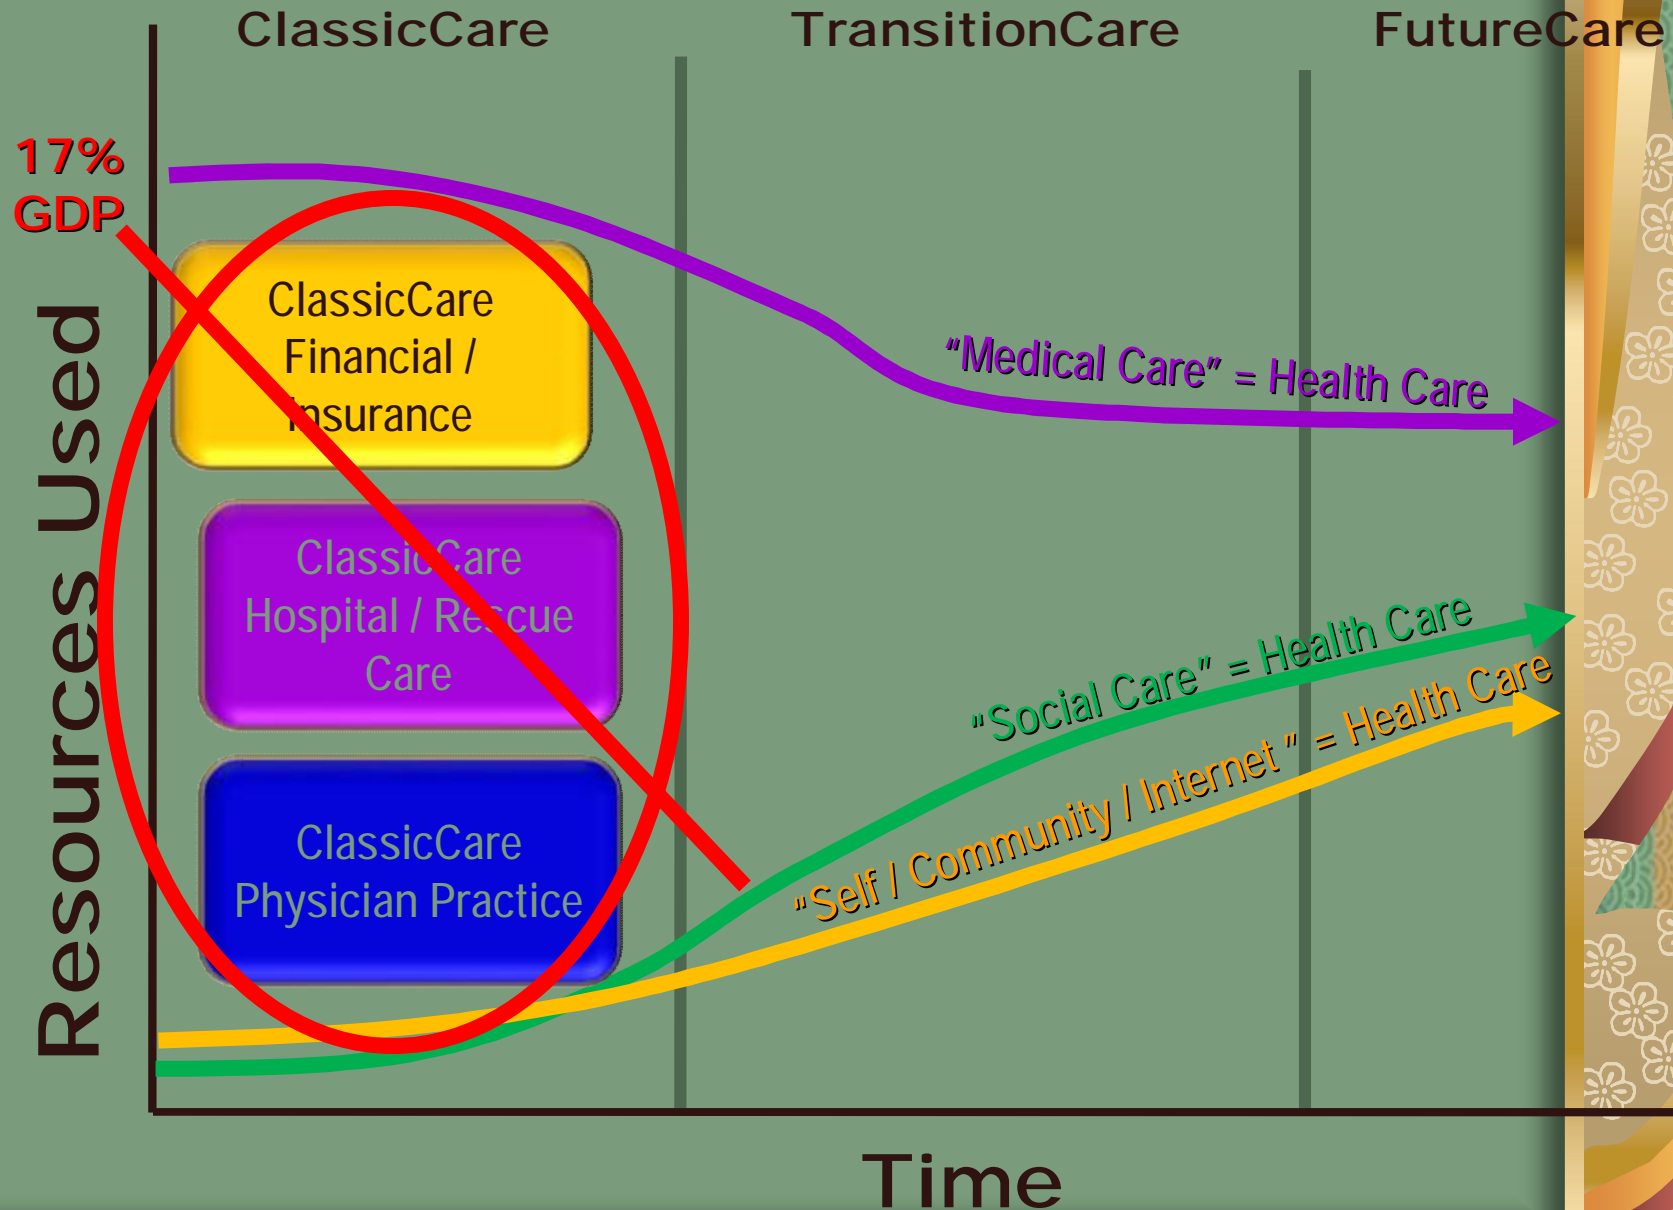 ClassicCare
TransitionCare
FutureCare
17%
GDP
Resources Used
ClassicCare
Financial /
Insurance
ClassicCare
Hospital / Rescue
Care
ClassicCare
Physician Practice
"Medical Care" = Health Care
"Social Care" = Health Care
"Self / Community / Internet " = Health Care
Time